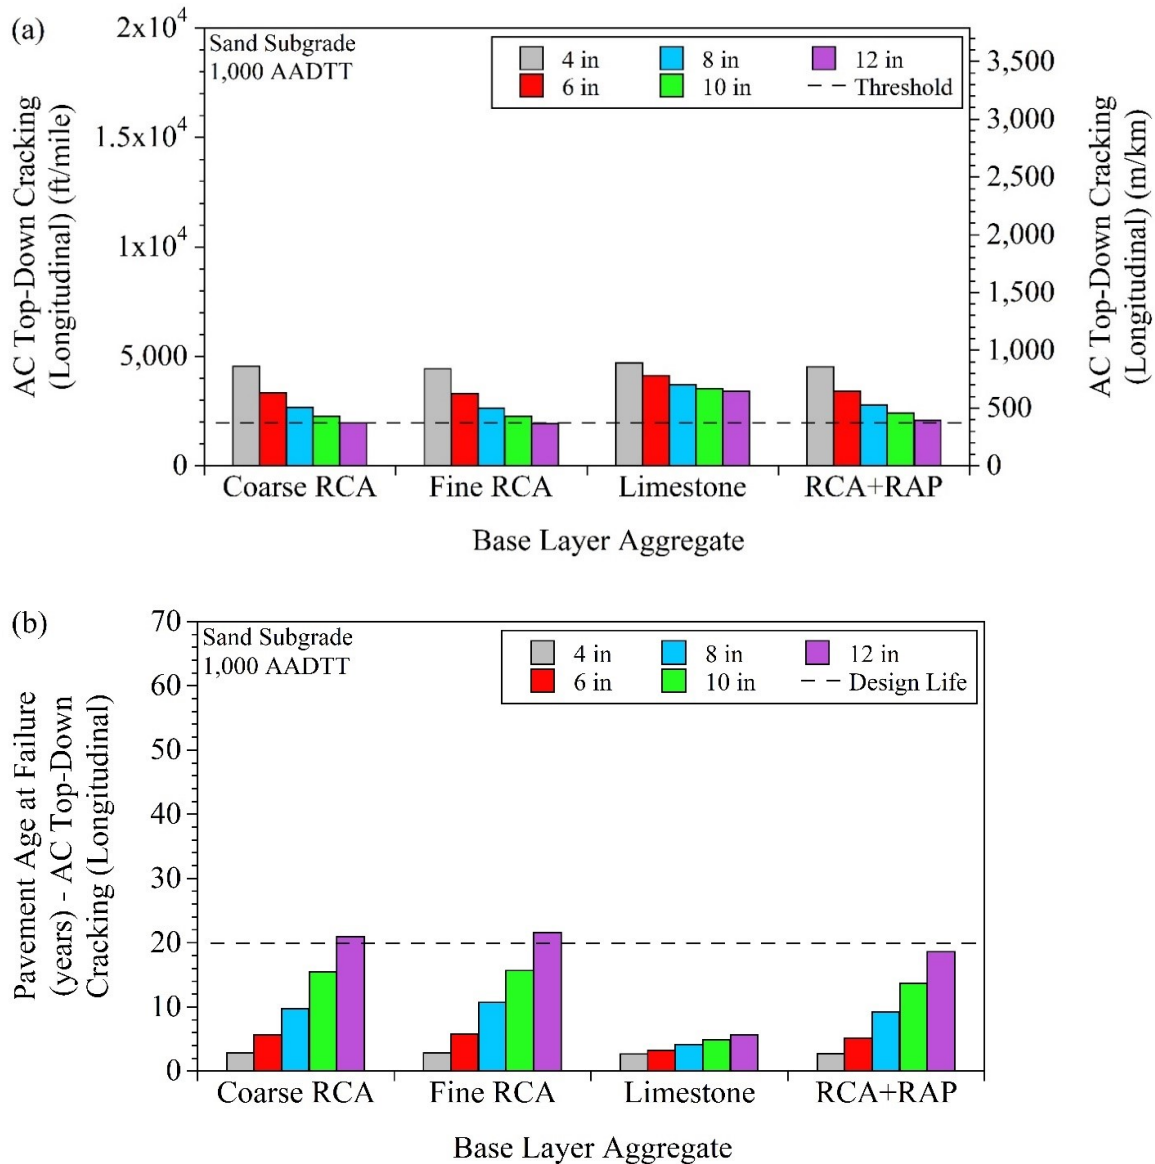 (a)
AC Top-Down Cracking
(Longitudinal) (ft/mile)
2x10⁴
1.5x10⁴
1x10⁴
5,000
0
Sand Subgrade
1,000 AADTT
4 in
8 in
12 in
6 in
10 in
Threshold
3,500
3,000
2,500
2,000
1,500
1,000
500
0
AC Top-Down Cracking
(Longitudinal) (m/km)
Coarse RCA
Fine RCA
Limestone
RCA+RAP
Base Layer Aggregate
(b)
Pavement Age at Failure
(years) - AC Top-Down
Cracking (Longitudinal)
70
60
50
40
30
20
10
0
Sand Subgrade
1,000 AADTT
4 in
8 in
12 in
6 in
10 in
Design Life
Coarse RCA
Fine RCA
Limestone
RCA+RAP
Base Layer Aggregate